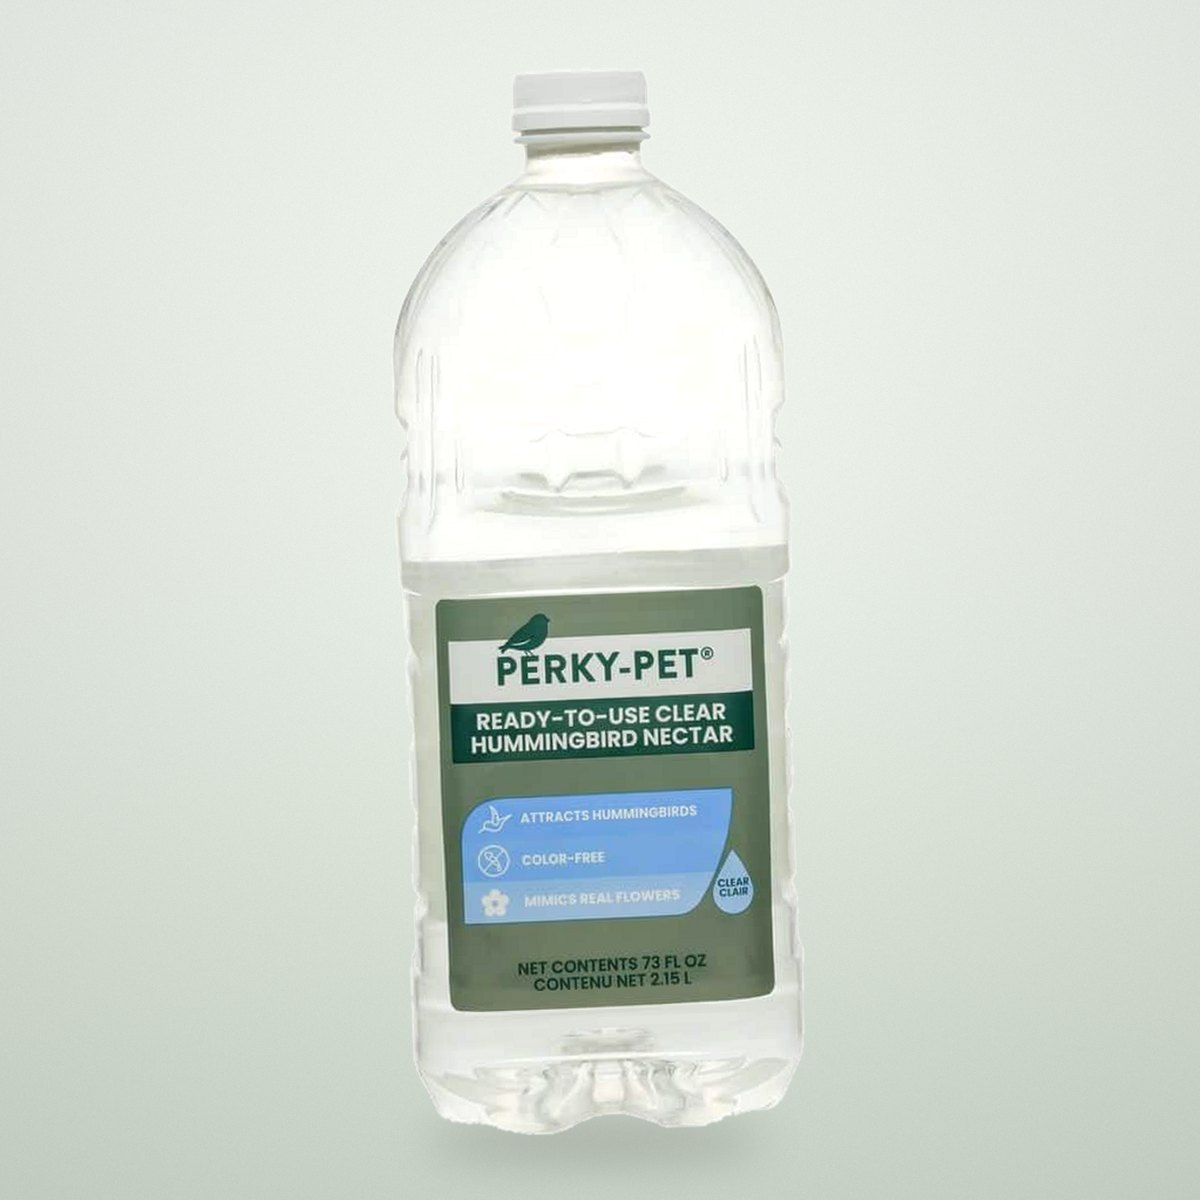 PERKY-PET®
READY-TO-USE CLEAR
HUMMINGBIRD NECTAR
ATTRACTS HUMMINGBIRDS
COLOR-FREE
MIMICS REAL FLOWERS
CLEAR
CLAIR
NET CONTENTS 73 FL OZ
CONTENU NET 2.15 L